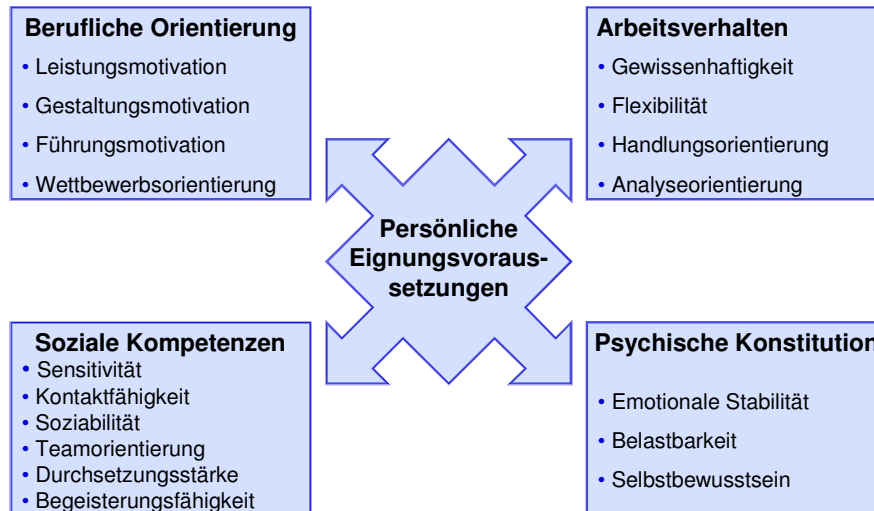 Berufliche Orientierung
• Leistungsmotivation
• Gestaltungsmotivation
• Führungsmotivation
• Wettbewerbsorientierung
Arbeitsverhalten
• Gewissenhaftigkeit
• Flexibilität
• Handlungsorientierung
• Analyseorientierung
Persönliche
Eignungsvoraus-
setzungen
Soziale Kompetenzen
• Sensitivität
• Kontaktfähigkeit
• Soziabilität
• Teamorientierung
• Durchsetzungsstärke
• Begeisterungsfähigkeit
Psychische Konstitution
• Emotionale Stabilität
• Belastbarkeit
• Selbstbewusstsein